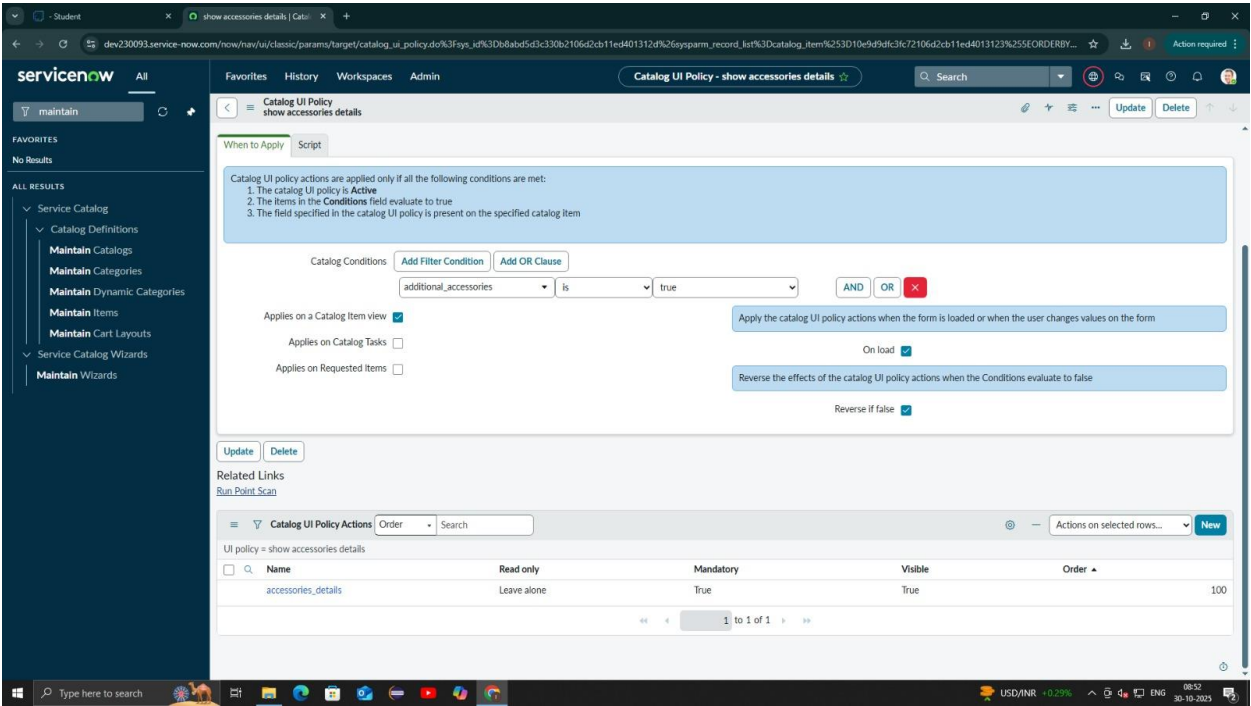 - Student
show accessories details | Catal
dev230093.service-now.com/now/nav/ui/classic/params/target/catalog_ui_policy.do%3Fsys_id%3Db8abd5d3c330b2106d2cb11ed401312d%26sysparm_record_list%3Dcatalog_item%253D10e9d9dfc3fc72106d2cb11ed4013123%255EORDERBY...
Action required
servicenow
All
Favorites
History
Workspaces
Admin
Catalog UI Policy - show accessories details
Search
maintain
FAVORITES
No Results
ALL RESULTS
Service Catalog
Catalog Definitions
Maintain Catalogs
Maintain Categories
Maintain Dynamic Categories
Maintain Items
Maintain Cart Layouts
Service Catalog Wizards
Maintain Wizards
Catalog UI Policy
show accessories details
Update
Delete
When to Apply
Script
Catalog UI policy actions are applied only if all the following conditions are met:
1. The catalog UI policy is Active
2. The items in the Conditions field evaluate to true
3. The field specified in the catalog UI policy is present on the specified catalog item
Catalog Conditions
Add Filter Condition
Add OR Clause
additional_accessories
is
true
AND
OR
Applies on a Catalog Item view
Applies on Catalog Tasks
Applies on Requested Items
Apply the catalog UI policy actions when the form is loaded or when the user changes values on the form
On load
Reverse the effects of the catalog UI policy actions when the Conditions evaluate to false
Reverse if false
Update
Delete
Related Links
Run Point Scan
Catalog UI Policy Actions
Order
Search
Actions on selected rows...
New
UI policy = show accessories details
Name
Read only
Mandatory
Visible
Order
accessories_details
Leave alone
True
True
100
1 to 1 of 1
Type here to search
USD/INR +0.29%
ENG
08:52
30-10-2025